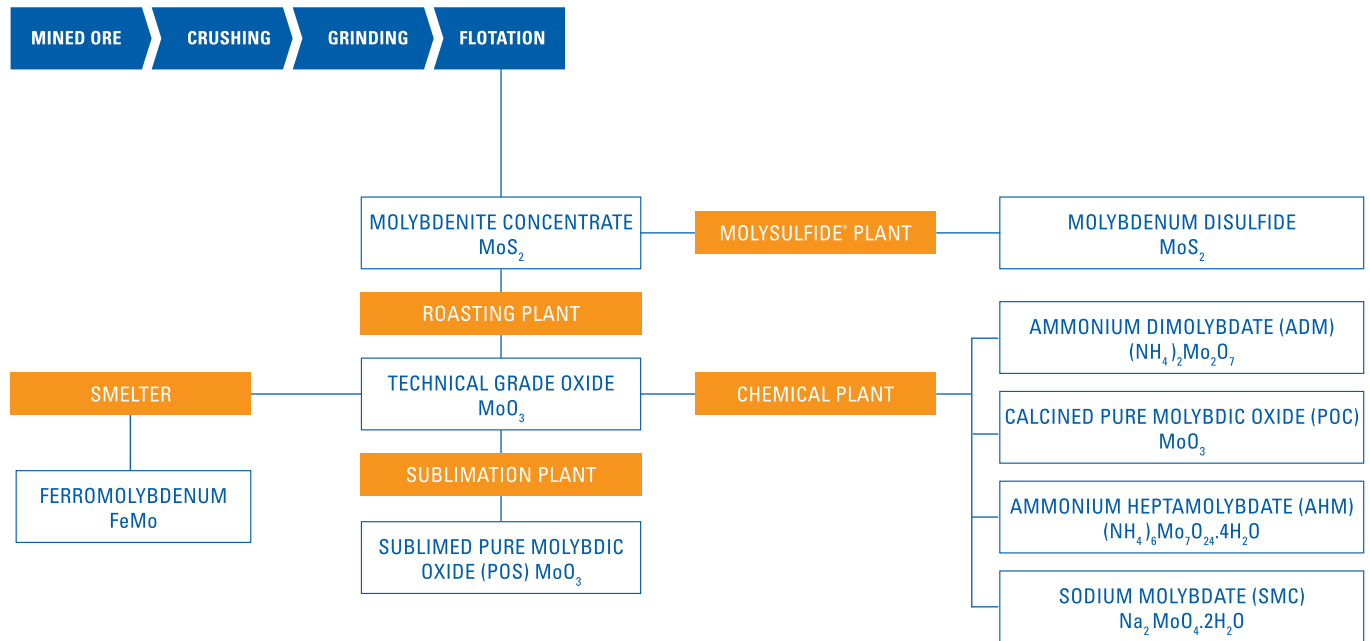 MINED ORE
CRUSHING
GRINDING
FLOTATION
MOLYBDENITE CONCENTRATE
MoS₂
MOLYSULFIDE® PLANT
MOLYBDENUM DISULFIDE
MoS₂
ROASTING PLANT
SMELTER
TECHNICAL GRADE OXIDE
MoO₃
CHEMICAL PLANT
AMMONIUM DIMOLYBDATE (ADM)
(NH₄)₂Mo₂O₇
CALCINED PURE MOLYBDIC OXIDE (POC)
MoO₃
SUBLIMATION PLANT
FERROMOLYBDENUM
FeMo
SUBLIMED PURE MOLYBDIC
OXIDE (POS) MoO₃
AMMONIUM HEPTAMOLYBDATE (AHM)
(NH₄)₆Mo₇O₂₄.4H₂O
SODIUM MOLYBDATE (SMC)
Na₂MoO₄.2H₂O